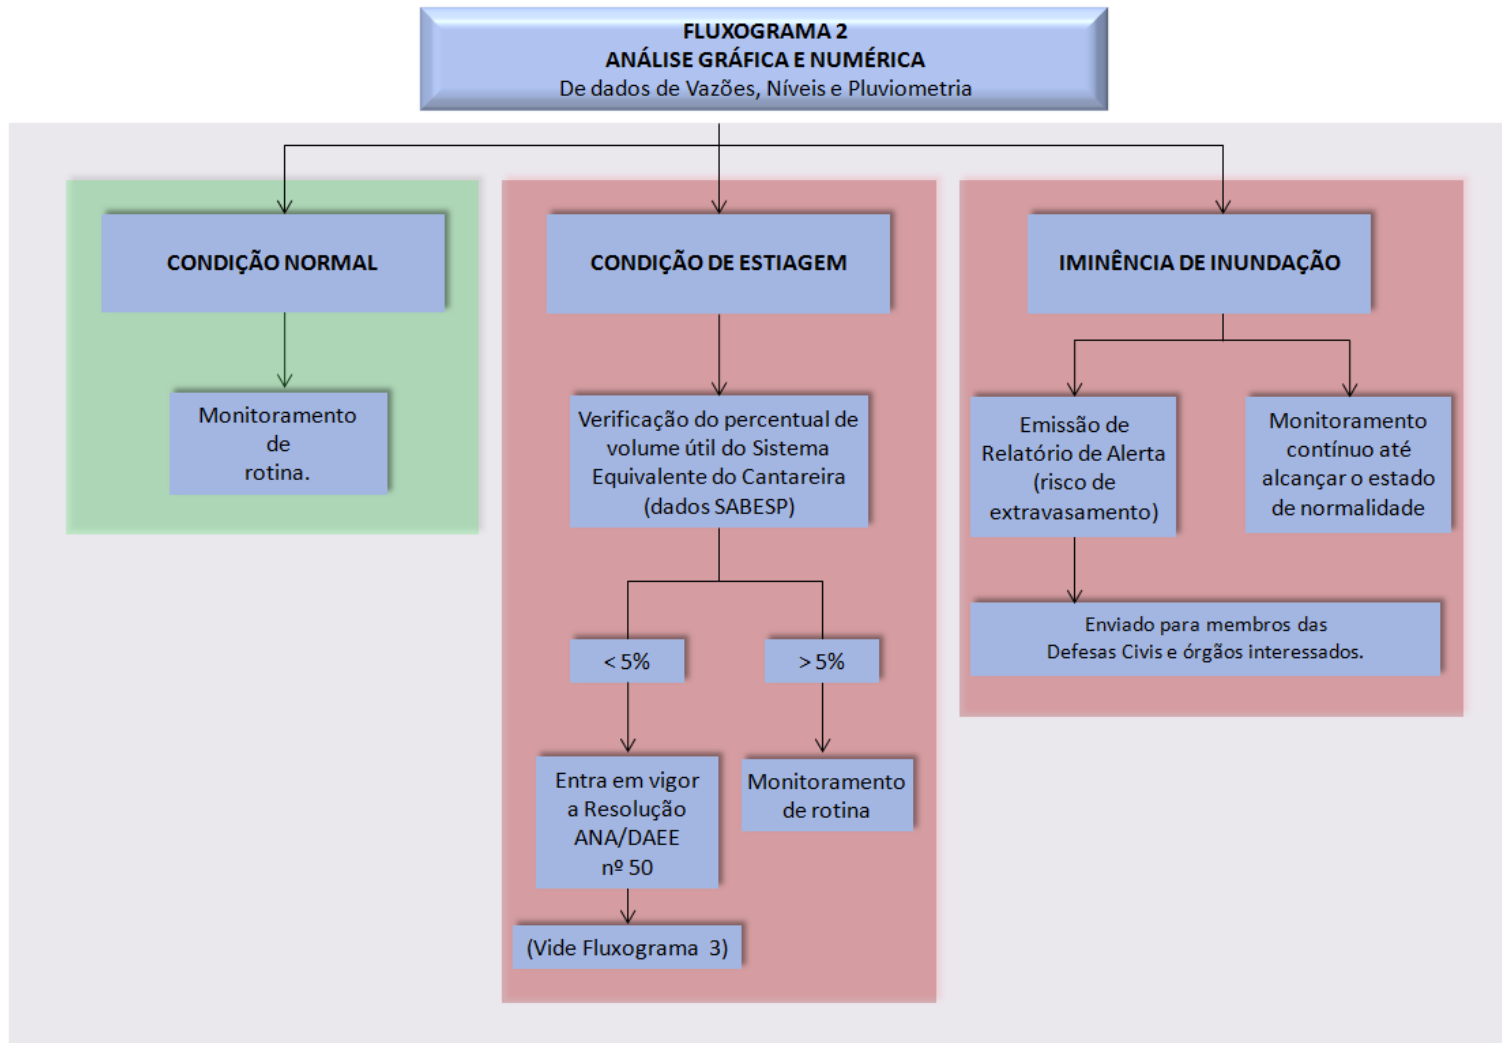 FLUXOGRAMA 2
ANÁLISE GRÁFICA E NUMÉRICA
De dados de Vazões, Níveis e Pluviometria
CONDIÇÃO NORMAL
Monitoramento
de
rotina.
CONDIÇÃO DE ESTIAGEM
Verificação do percentual de
volume útil do Sistema
Equivalente do Cantareira
(dados SABESP)
< 5%
> 5%
Entra em vigor
a Resolução
ANA/DAEE
nº 50
Monitoramento
de rotina
(Vide Fluxograma 3)
IMINÊNCIA DE INUNDAÇÃO
Emissão de
Relatório de Alerta
(risco de
extravasamento)
Monitoramento
contínuo até
alcançar o estado
de normalidade
Enviado para membros das
Defesas Civis e órgãos interessados.